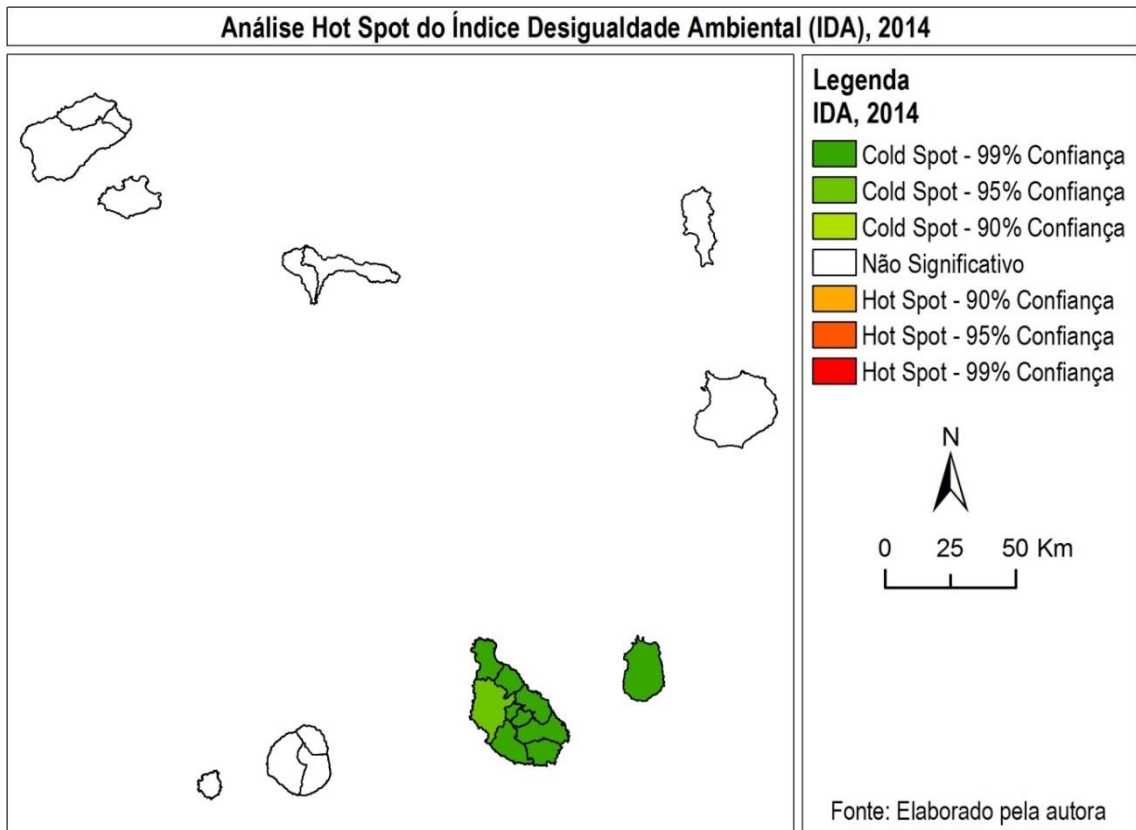 Análise Hot Spot do Índice Desigualdade Ambiental (IDA), 2014
Legenda
IDA, 2014
Cold Spot - 99% Confiança
Cold Spot - 95% Confiança
Cold Spot - 90% Confiança
Não Significativo
Hot Spot - 90% Confiança
Hot Spot - 95% Confiança
Hot Spot - 99% Confiança
N
0 25 50 Km
Fonte: Elaborado pela autora